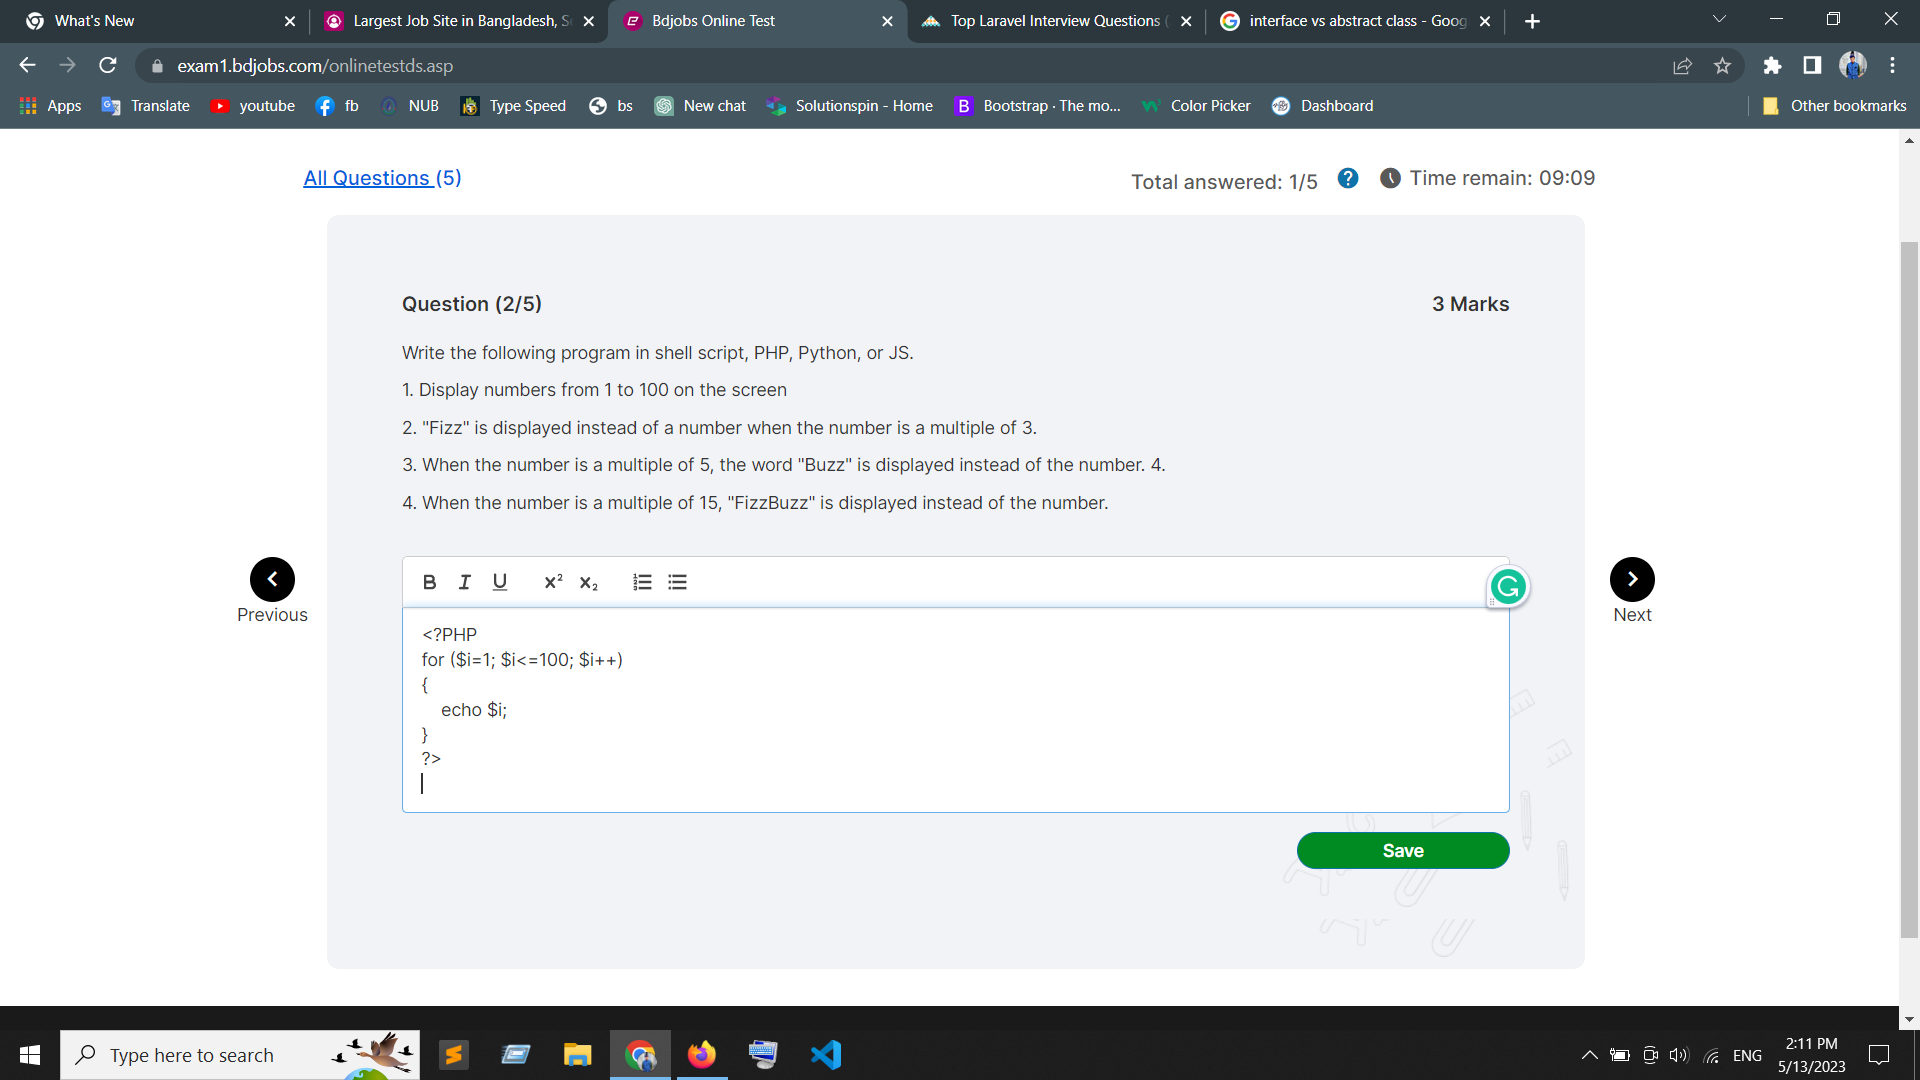 What's New
Largest Job Site in Bangladesh, S
Bdjobs Online Test
Top Laravel Interview Questions (
interface vs abstract class - Goog
exam1.bdjobs.com/onlinetestds.asp
Apps
Translate
youtube
fb
NUB
Type Speed
bs
New chat
Solutionspin - Home
B
Bootstrap · The mo...
Color Picker
Dashboard
Other bookmarks
All Questions (5)
Total answered: 1/5
?
Time remain: 09:09
Question (2/5)
3 Marks
Write the following program in shell script, PHP, Python, or JS.
1. Display numbers from 1 to 100 on the screen
2. "Fizz" is displayed instead of a number when the number is a multiple of 3.
3. When the number is a multiple of 5, the word "Buzz" is displayed instead of the number. 4.
4. When the number is a multiple of 15, "FizzBuzz" is displayed instead of the number.
Previous
Next
B I U x² x₂
<?PHP
for ($i=1; $i<=100; $i++)
{
echo $i;
}
?>
Save
Type here to search
ENG
2:11 PM
5/13/2023